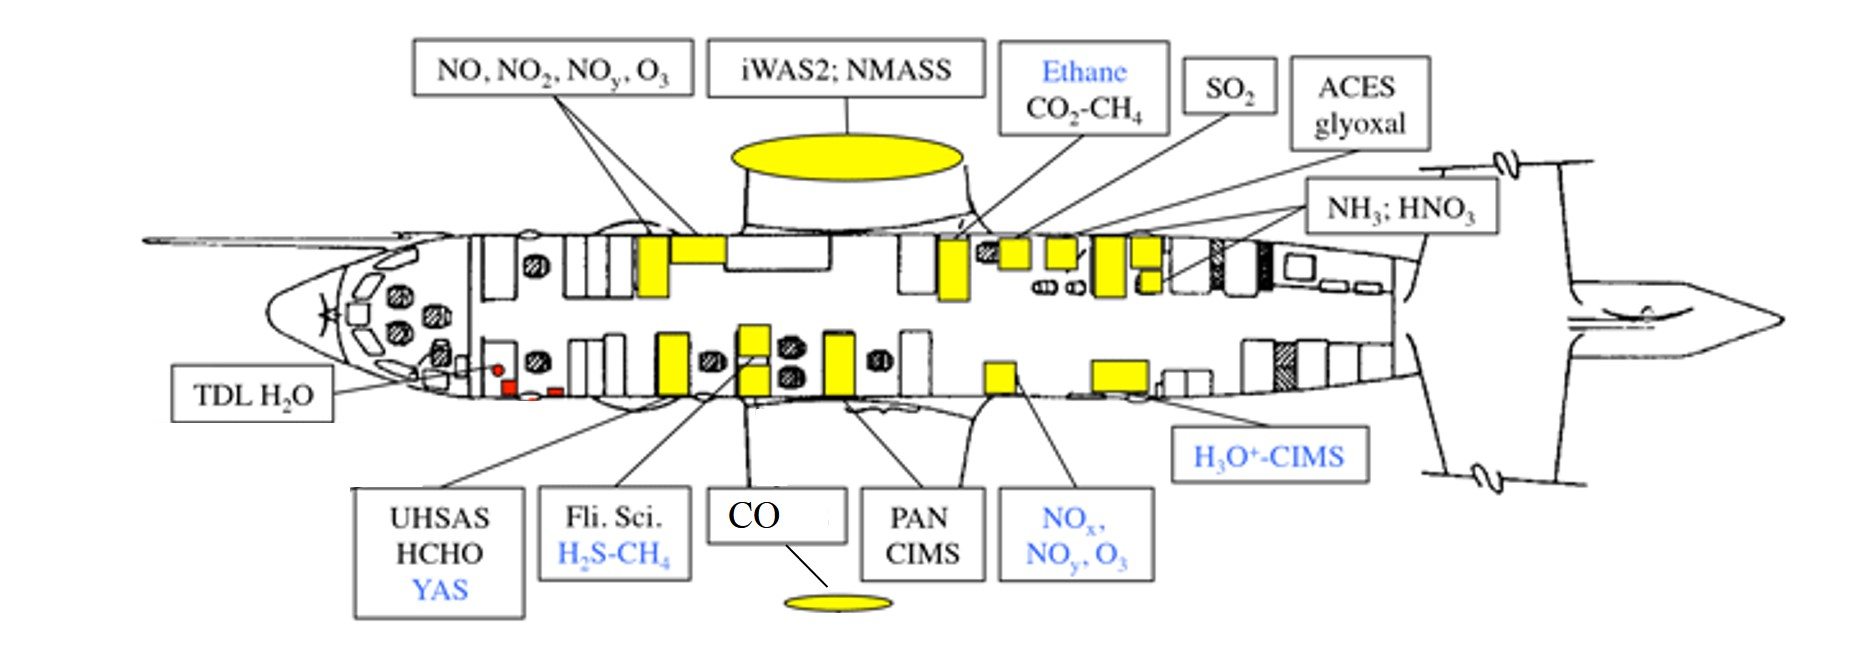 NO, NO₂, NOy, O₃
iWAS2; NMASS
Ethane
CO₂-CH₄
SO₂
ACES
glyoxal
NH₃; HNO₃
TDL H₂O
H₃O⁺-CIMS
UHSAS
HCHO
YAS
Fli. Sci.
H₂S-CH₄
CO
PAN
CIMS
NOₓ,
NOy, O₃